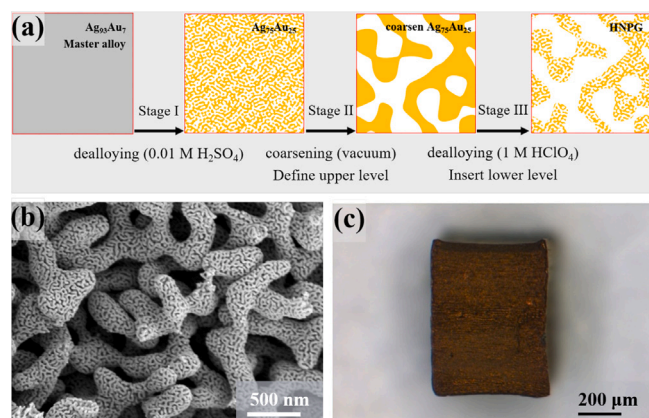 (a)
Ag₉₃Au₇
Master alloy
Stage I
Ag₇₅Au₂₅
Stage II
coarsen Ag₇₅Au₂₅
Stage III
HNPG
dealloying (0.01 M H₂SO₄)
coarsening (vacuum)
dealloying (1 M HClO₄)
Define upper level
Insert lower level
(b)
500 nm
(c)
200 μm